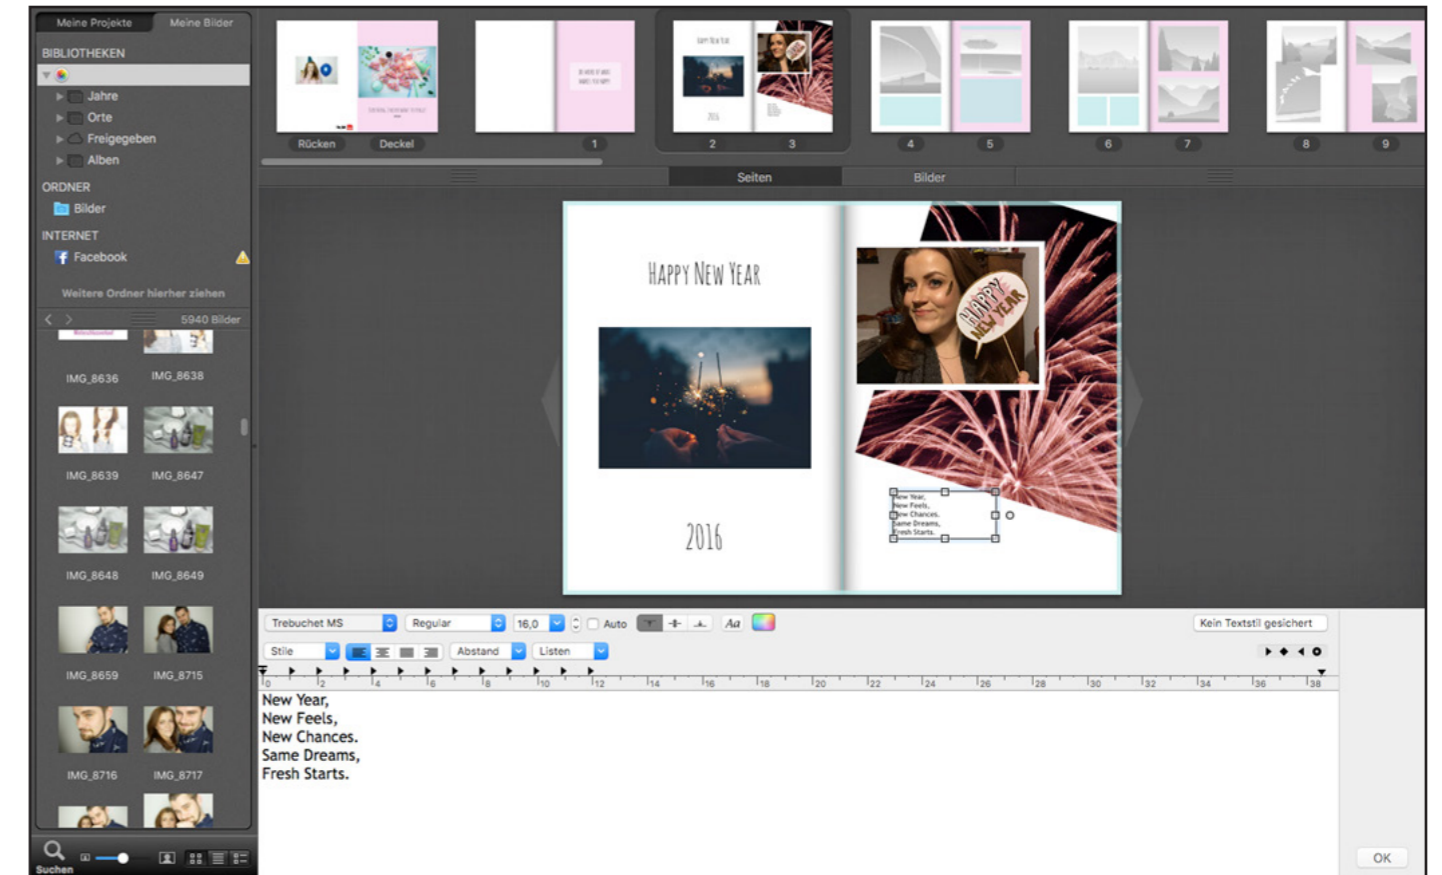 Meine Projekte
Meine Bilder
BIBLIOTHEKEN
Jahre
Orte
Freigegeben
Alben
ORDNER
Bilder
INTERNET
Facebook
Weitere Ordner hierher ziehen
5940 Bilder
IMG_8636
IMG_8638
IMG_8639
IMG_8647
IMG_8648
IMG_8649
IMG_8659
IMG_8715
IMG_8716
IMG_8717
Suchen
HAPPY NEW YEAR
2016
Rücken
Deckel
1
2
3
4
5
6
7
8
9
Seiten
Bilder
HAPPY NEW YEAR
2016
HAPPY
NEW YEAR
New Year,
New Feels,
New Chances.
Same Dreams,
Fresh Starts.
Trebuchet MS
Regular
16,0
Auto
Aa
Kein Textstil gesichert
Stile
Abstand
Listen
0 2 4 6 8 10 12 14 16 18 20 22 24 26 28 30 32 34 36 38
New Year,
New Feels,
New Chances.
Same Dreams,
Fresh Starts.
OK